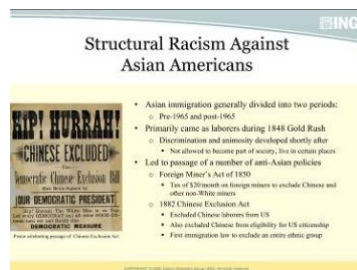 ING
Structural Racism Against
Asian Americans
HIP! HURRAH!
CHINESE EXCLUDED
Democratic Chinese Exclusion Bill
OUR DEMOCRATIC PRESIDENT
DEMOCRATIC MEASURE
Poster celebrating passage of Chinese Exclusion Act
• Asian immigration generally divided into two periods:
o Pre-1965 and post-1965
• Primarily came as laborers during 1848 Gold Rush
o Discrimination and animosity developed shortly after
• Not allowed to become part of society, live in certain places
• Led to passage of a number of anti-Asian policies
o Foreign Miner's Act of 1850
• Tax of $20/month on foreign miners to exclude Chinese and
other non-White miners
o 1882 Chinese Exclusion Act
• Excluded Chinese laborers from US
• Also excluded Chinese from eligibility for US citizenship
• First immigration law to exclude an entire ethnic group